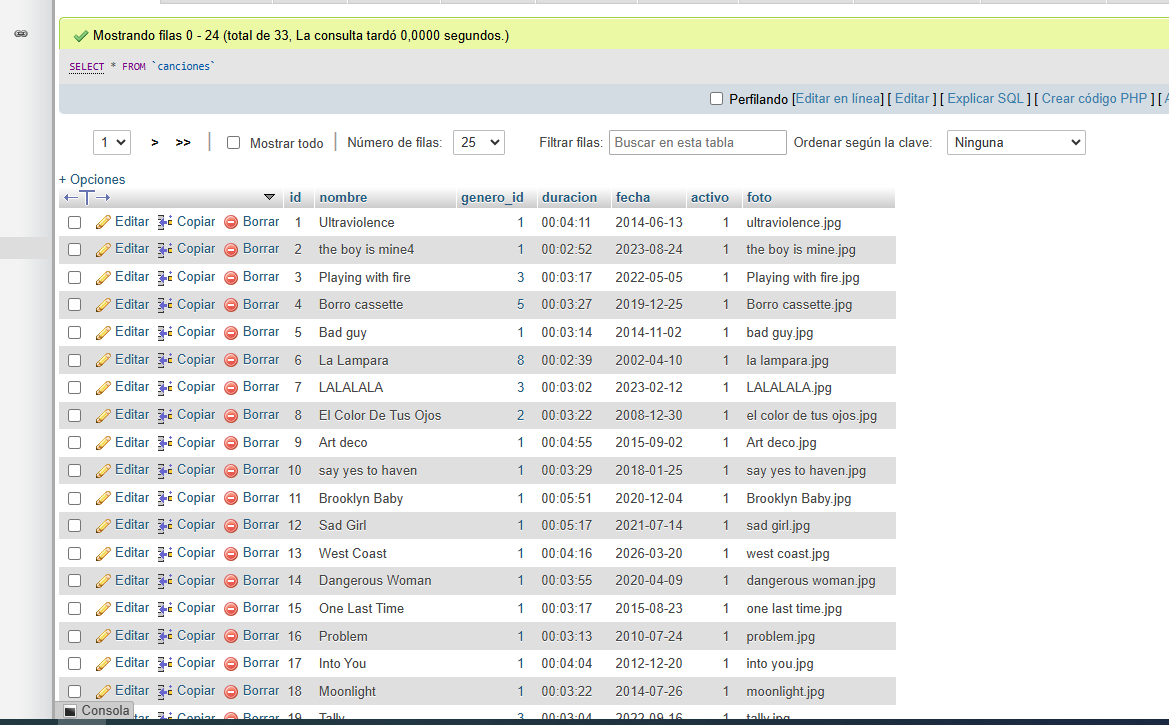 Mostrando filas 0 - 24 (total de 33, La consulta tardó 0,0000 segundos.)
SELECT * FROM `canciones`
Perfilando [Editar en línea] [ Editar ] [ Explicar SQL ] [ Crear código PHP ] [
1 > >> | Mostrar todo | Número de filas: 25 Filtrar filas: Buscar en esta tabla Ordenar según la clave: Ninguna
+ Opciones
←T→ id nombre genero_id duracion fecha activo foto
Editar Copiar Borrar 1 Ultraviolence 1 00:04:11 2014-06-13 1 ultraviolence.jpg
Editar Copiar Borrar 2 the boy is mine4 1 00:02:52 2023-08-24 1 the boy is mine.jpg
Editar Copiar Borrar 3 Playing with fire 3 00:03:17 2022-05-05 1 Playing with fire.jpg
Editar Copiar Borrar 4 Borro cassette 5 00:03:27 2019-12-25 1 Borro cassette.jpg
Editar Copiar Borrar 5 Bad guy 1 00:03:14 2014-11-02 1 bad guy.jpg
Editar Copiar Borrar 6 La Lampara 8 00:02:39 2002-04-10 1 la lampara.jpg
Editar Copiar Borrar 7 LALALALA 3 00:03:02 2023-02-12 1 LALALALA.jpg
Editar Copiar Borrar 8 El Color De Tus Ojos 2 00:03:22 2008-12-30 1 el color de tus ojos.jpg
Editar Copiar Borrar 9 Art deco 1 00:04:55 2015-09-02 1 Art deco.jpg
Editar Copiar Borrar 10 say yes to haven 1 00:03:29 2018-01-25 1 say yes to haven.jpg
Editar Copiar Borrar 11 Brooklyn Baby 1 00:05:51 2020-12-04 1 Brooklyn Baby.jpg
Editar Copiar Borrar 12 Sad Girl 1 00:05:17 2021-07-14 1 sad girl.jpg
Editar Copiar Borrar 13 West Coast 1 00:04:16 2026-03-20 1 west coast.jpg
Editar Copiar Borrar 14 Dangerous Woman 1 00:03:55 2020-04-09 1 dangerous woman.jpg
Editar Copiar Borrar 15 One Last Time 1 00:03:17 2015-08-23 1 one last time.jpg
Editar Copiar Borrar 16 Problem 1 00:03:13 2010-07-24 1 problem.jpg
Editar Copiar Borrar 17 Into You 1 00:04:04 2012-12-20 1 into you.jpg
Editar Copiar Borrar 18 Moonlight 1 00:03:22 2014-07-26 1 moonlight.jpg
Consola Copiar Borrar 19 Tally 3 00:03:04 2022-09-16 1 tally.jpg